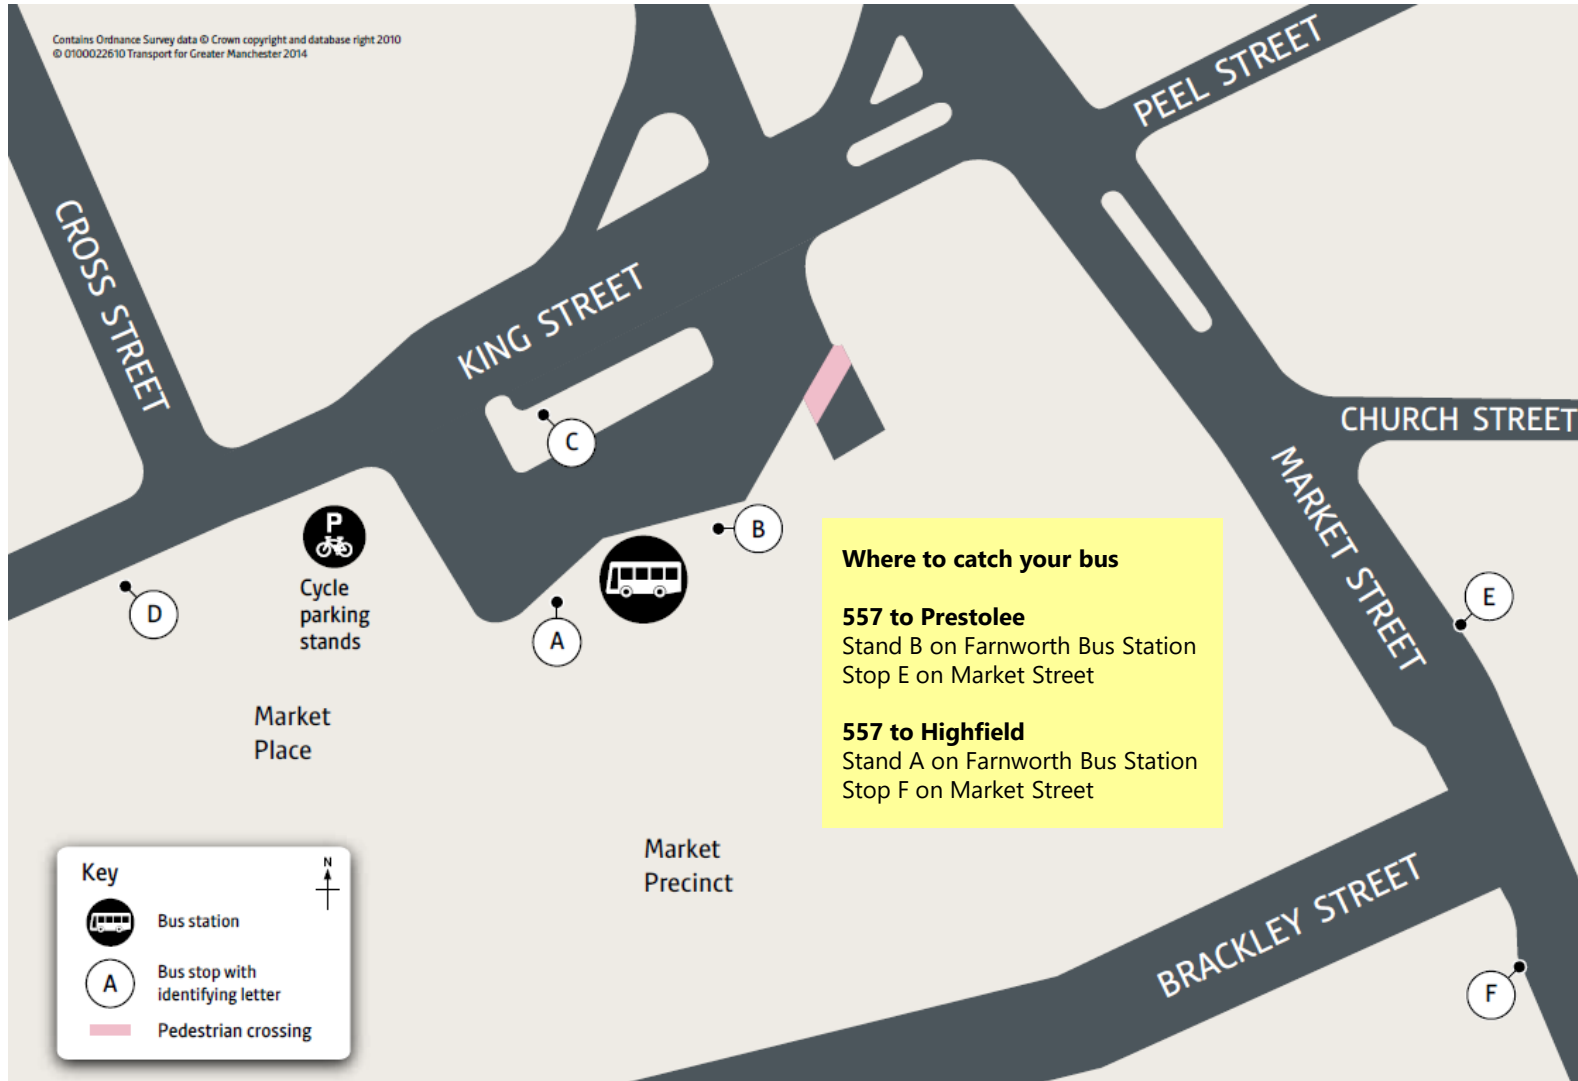 Contains Ordnance Survey data © Crown copyright and database right 2010
© 0100022610 Transport for Greater Manchester 2014
PEEL STREET
CROSS STREET
KING STREET
CHURCH STREET
MARKET STREET
C
P
B
Cycle
parking
stands
D
A
E
Where to catch your bus
557 to Prestolee
Stand B on Farnworth Bus Station
Stop E on Market Street
557 to Highfield
Stand A on Farnworth Bus Station
Stop F on Market Street
Market
Place
Market
Precinct
BRACKLEY STREET
F
Key
N
Bus station
A
Bus stop with
identifying letter
Pedestrian crossing